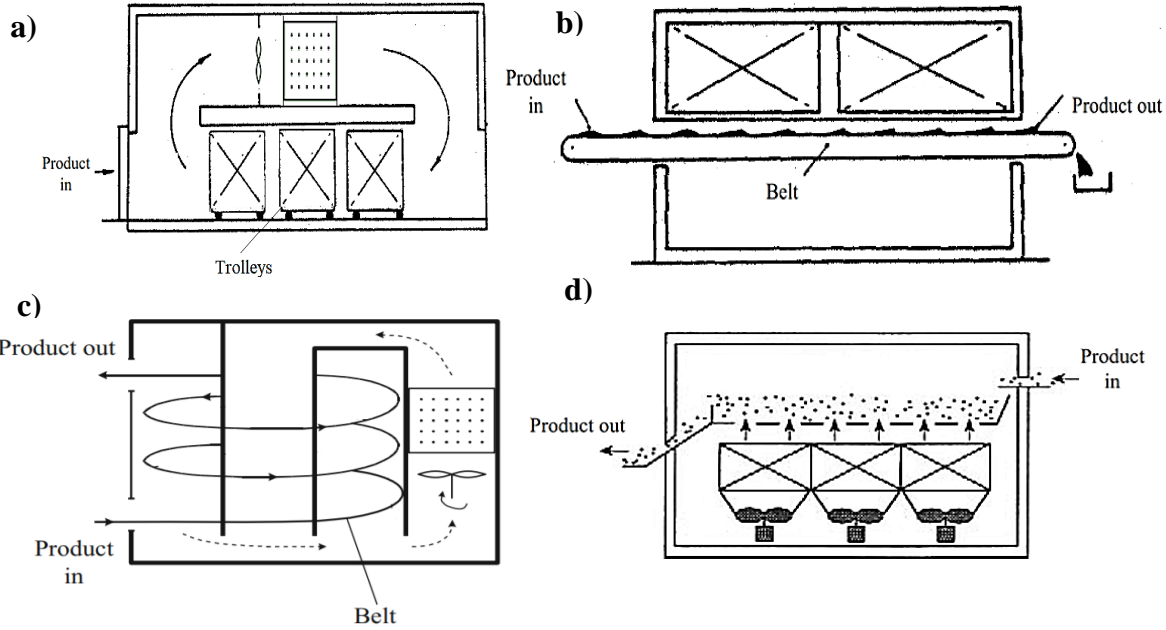 a)
Product
in
Trolleys
b)
Product
in
Product out
Belt
c)
Product out
Product
in
Belt
d)
Product
in
Product out